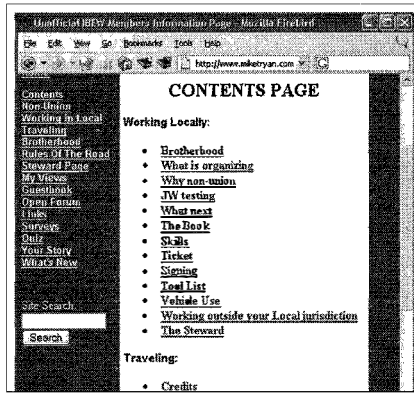 Unofficial IBEW Members Information Page - Mozilla Firebird
File Edit View Go Bookmarks Tools Help
http://www.miketryan.com
Contents
Non-Union
Working in Local
Traveling
Brotherhood
Rules Of The Road
Steward Page
My Views
Guestbook
Open Forum
Links
Surveys
Quiz
Your Story
What's New
Site Search
Search
CONTENTS PAGE
Working Locally:
• Brotherhood
• What is organizing
• Why non-union
• JW testing
• What next
• The Book
• Skills
• Ticket
• Signing
• Tool List
• Vehicle Use
• Working outside your Local jurisdiction
• The Steward
Traveling:
• Credits